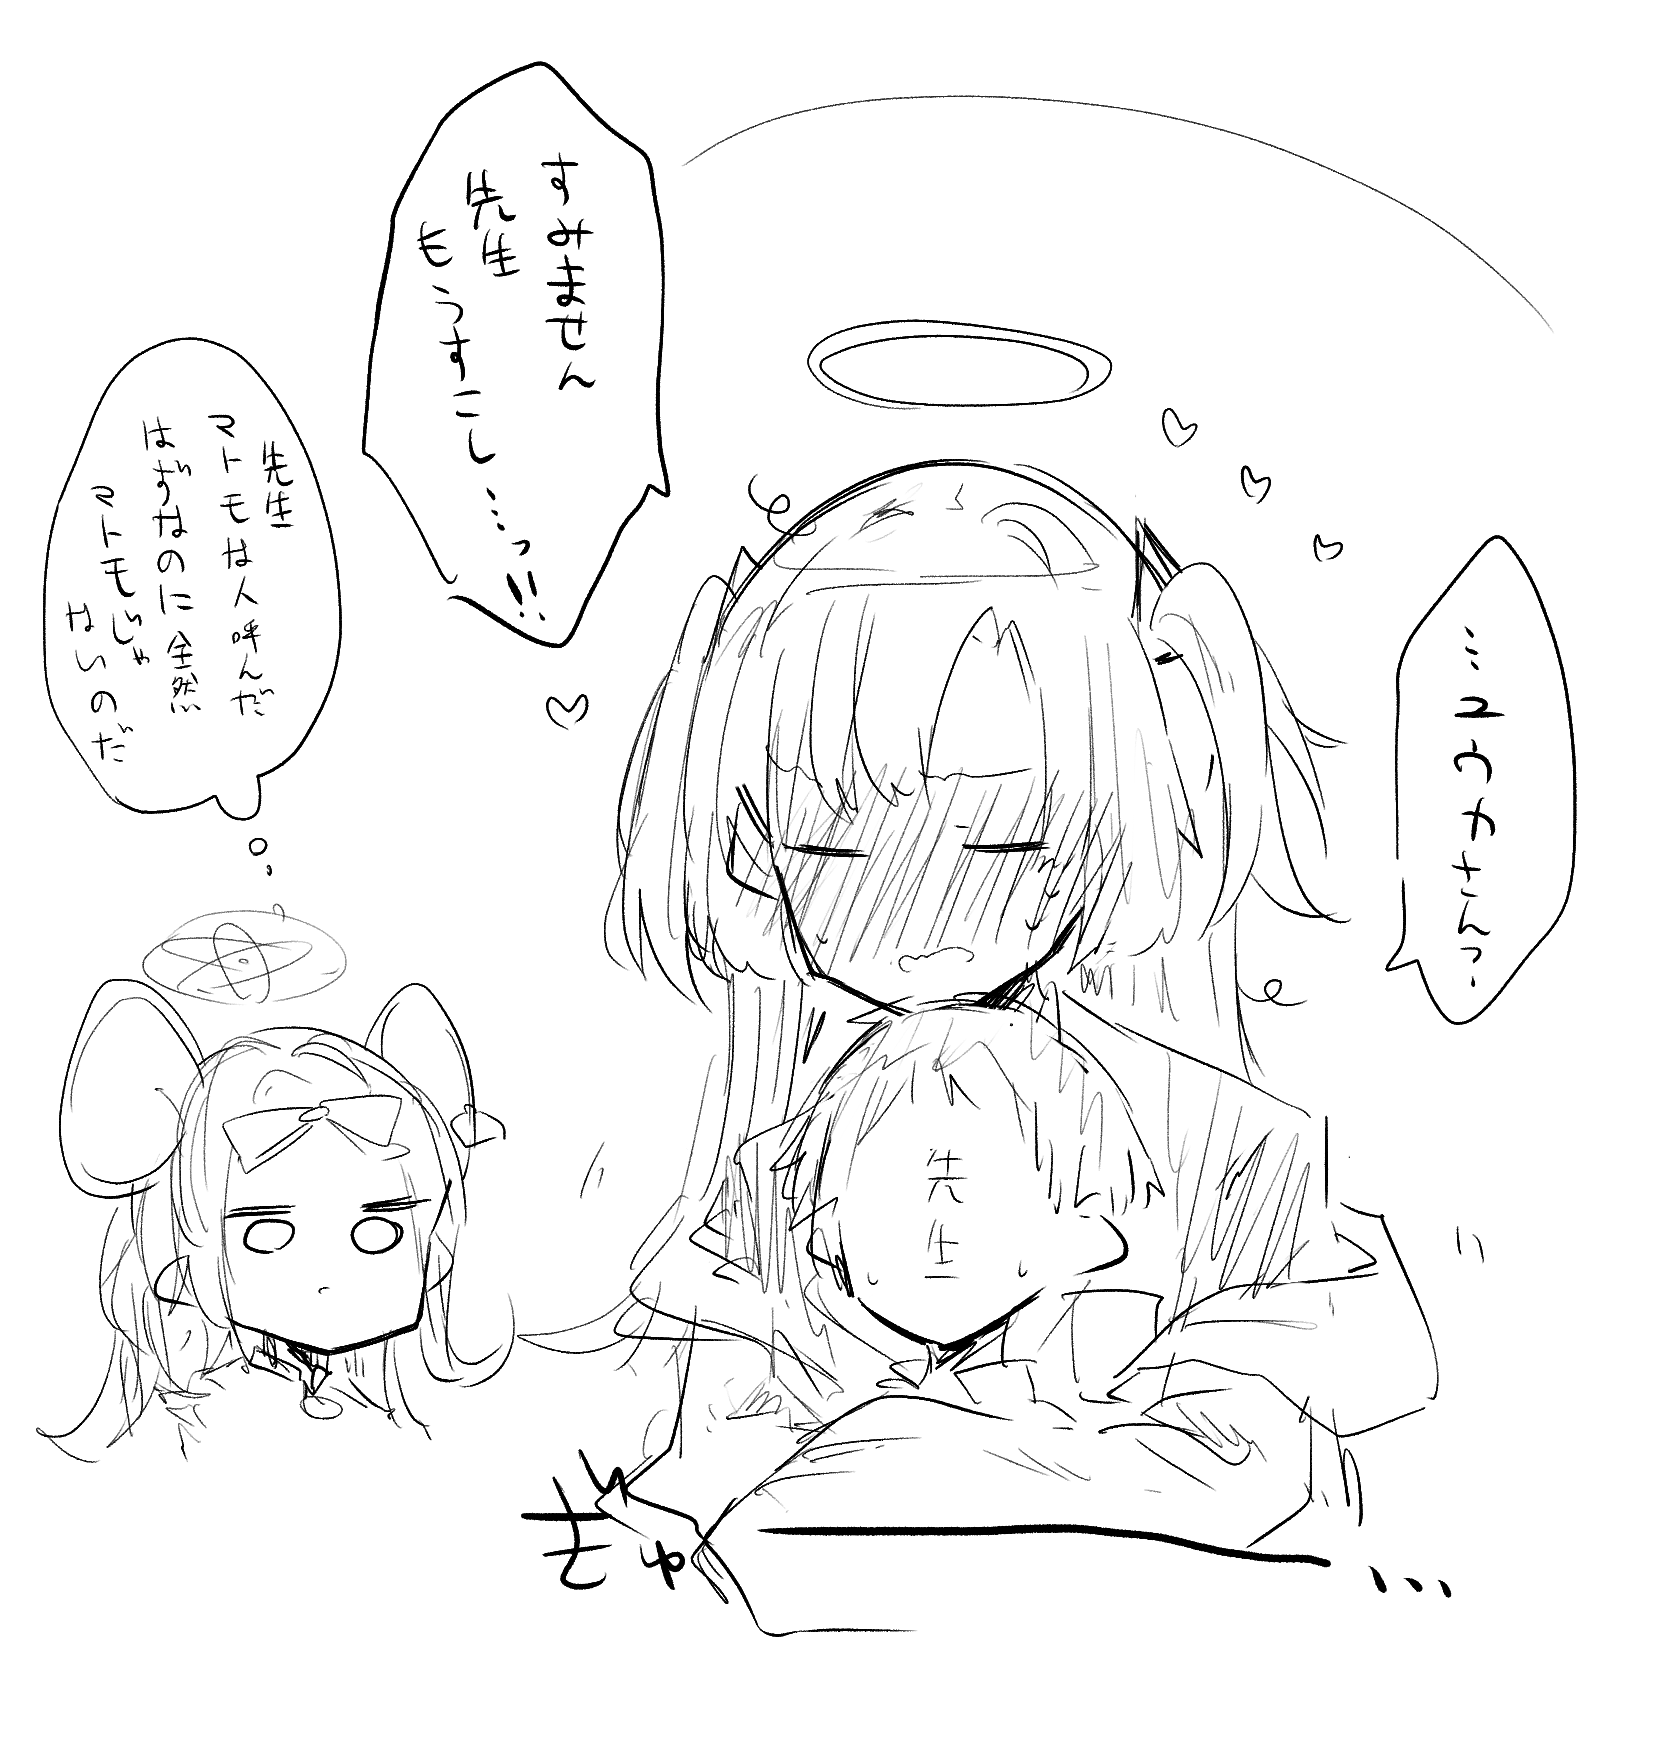 …ユウカさんっ
すみません
先生
もうすこし…っ!!
先生
マトモな人呼んだ
はずなのに全然
マトモじゃ
ないのだ
先生
ぎゅー…